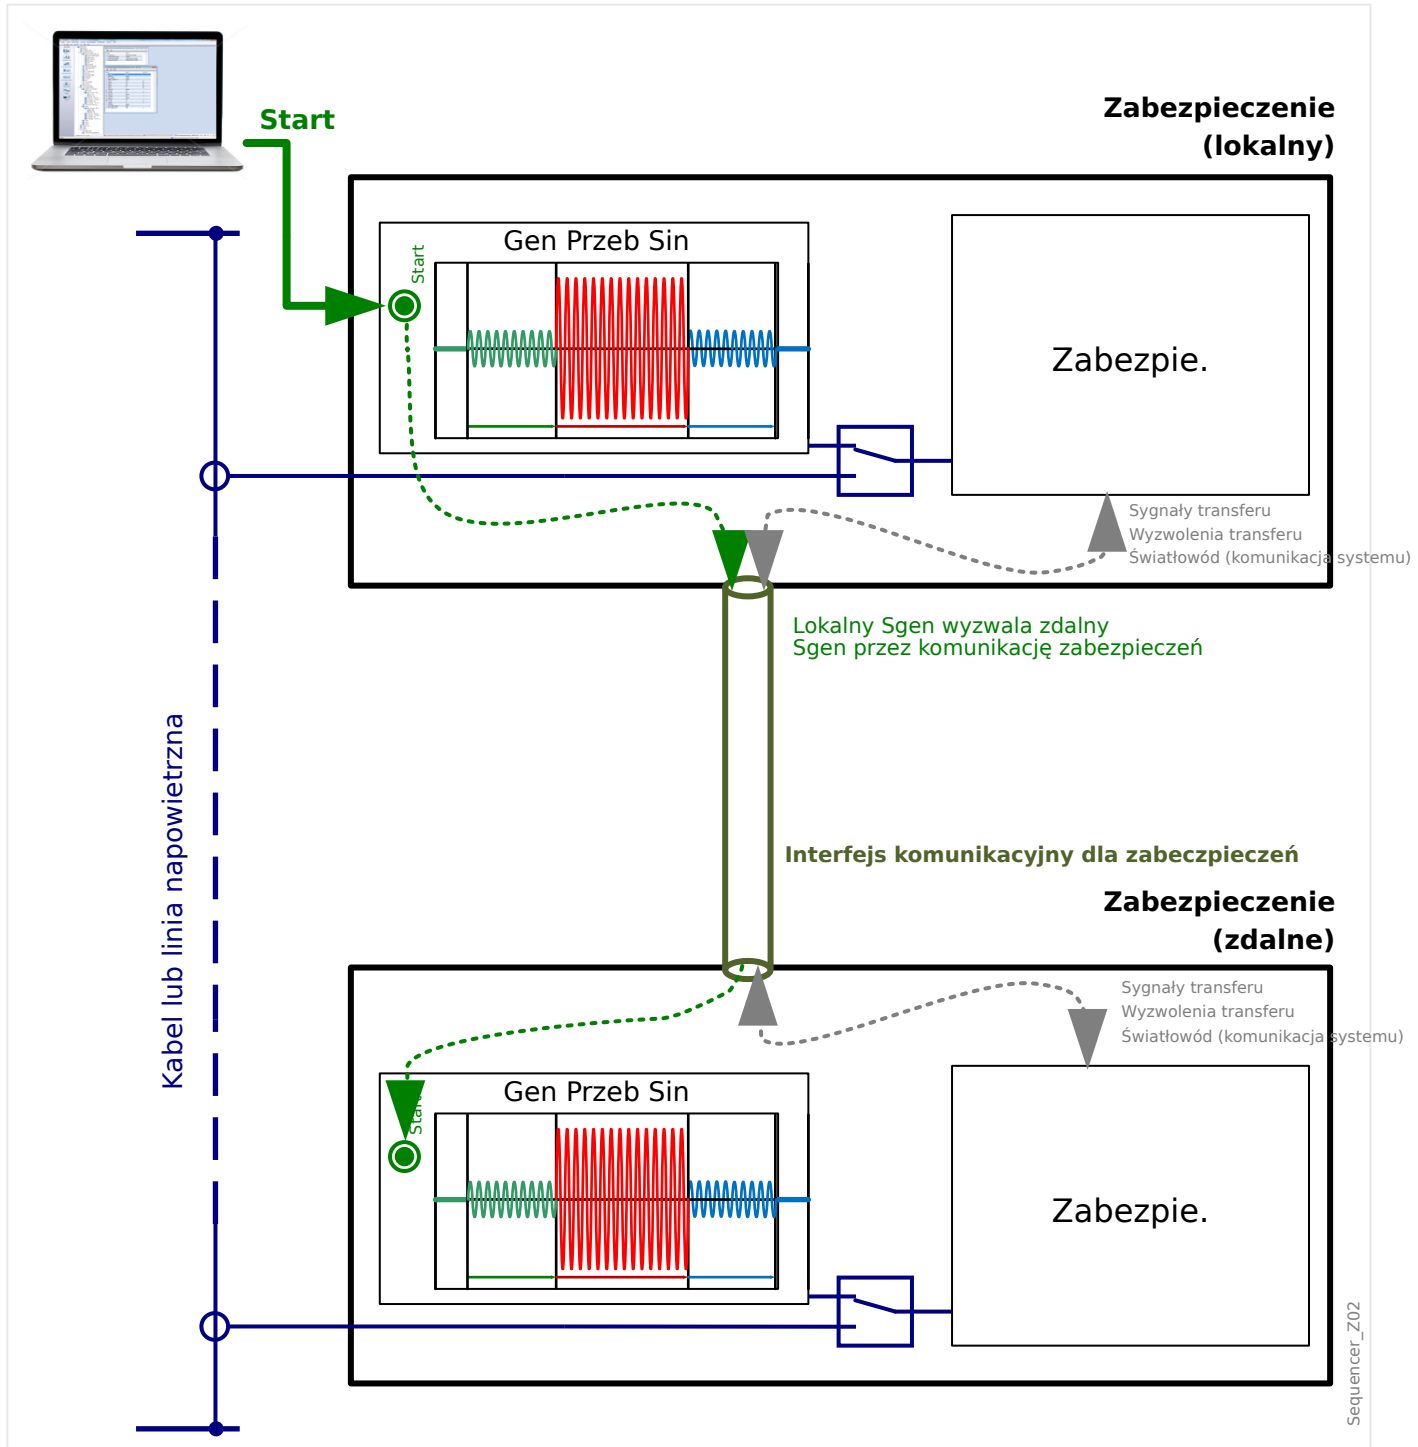 Start
Zabezpieczenie
(lokalny)
Gen Przeb Sin
Start
Zabezpie.
Sygnały transferu
Wyzwolenia transferu
Światłowód (komunikacja systemu)
Lokalny Sgen wyzwala zdalny
Sgen przez komunikację zabezpieczeń
Kabel lub linia napowietrzna
Interfejs komunikacyjny dla zabeczpieczeń
Zabezpieczenie
(zdalne)
Sygnały transferu
Wyzwolenia transferu
Światłowód (komunikacja systemu)
Gen Przeb Sin
Start
Zabezpie.
Sequencer_Z02